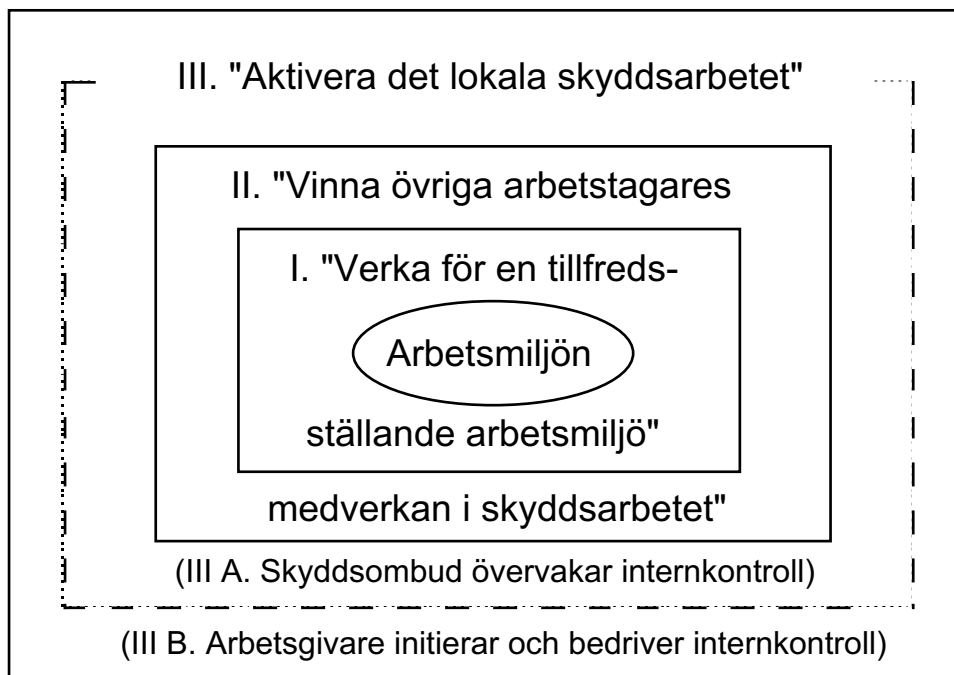 III. "Aktivera det lokala skyddsarbetet"
II. "Vinna övriga arbetstagares
I. "Verka för en tillfreds-
Arbetsmiljön
ställande arbetsmiljö"
medverkan i skyddsarbetet"
(III A. Skyddsombud övervakar internkontroll)
(III B. Arbetsgivare initierar och bedriver internkontroll)